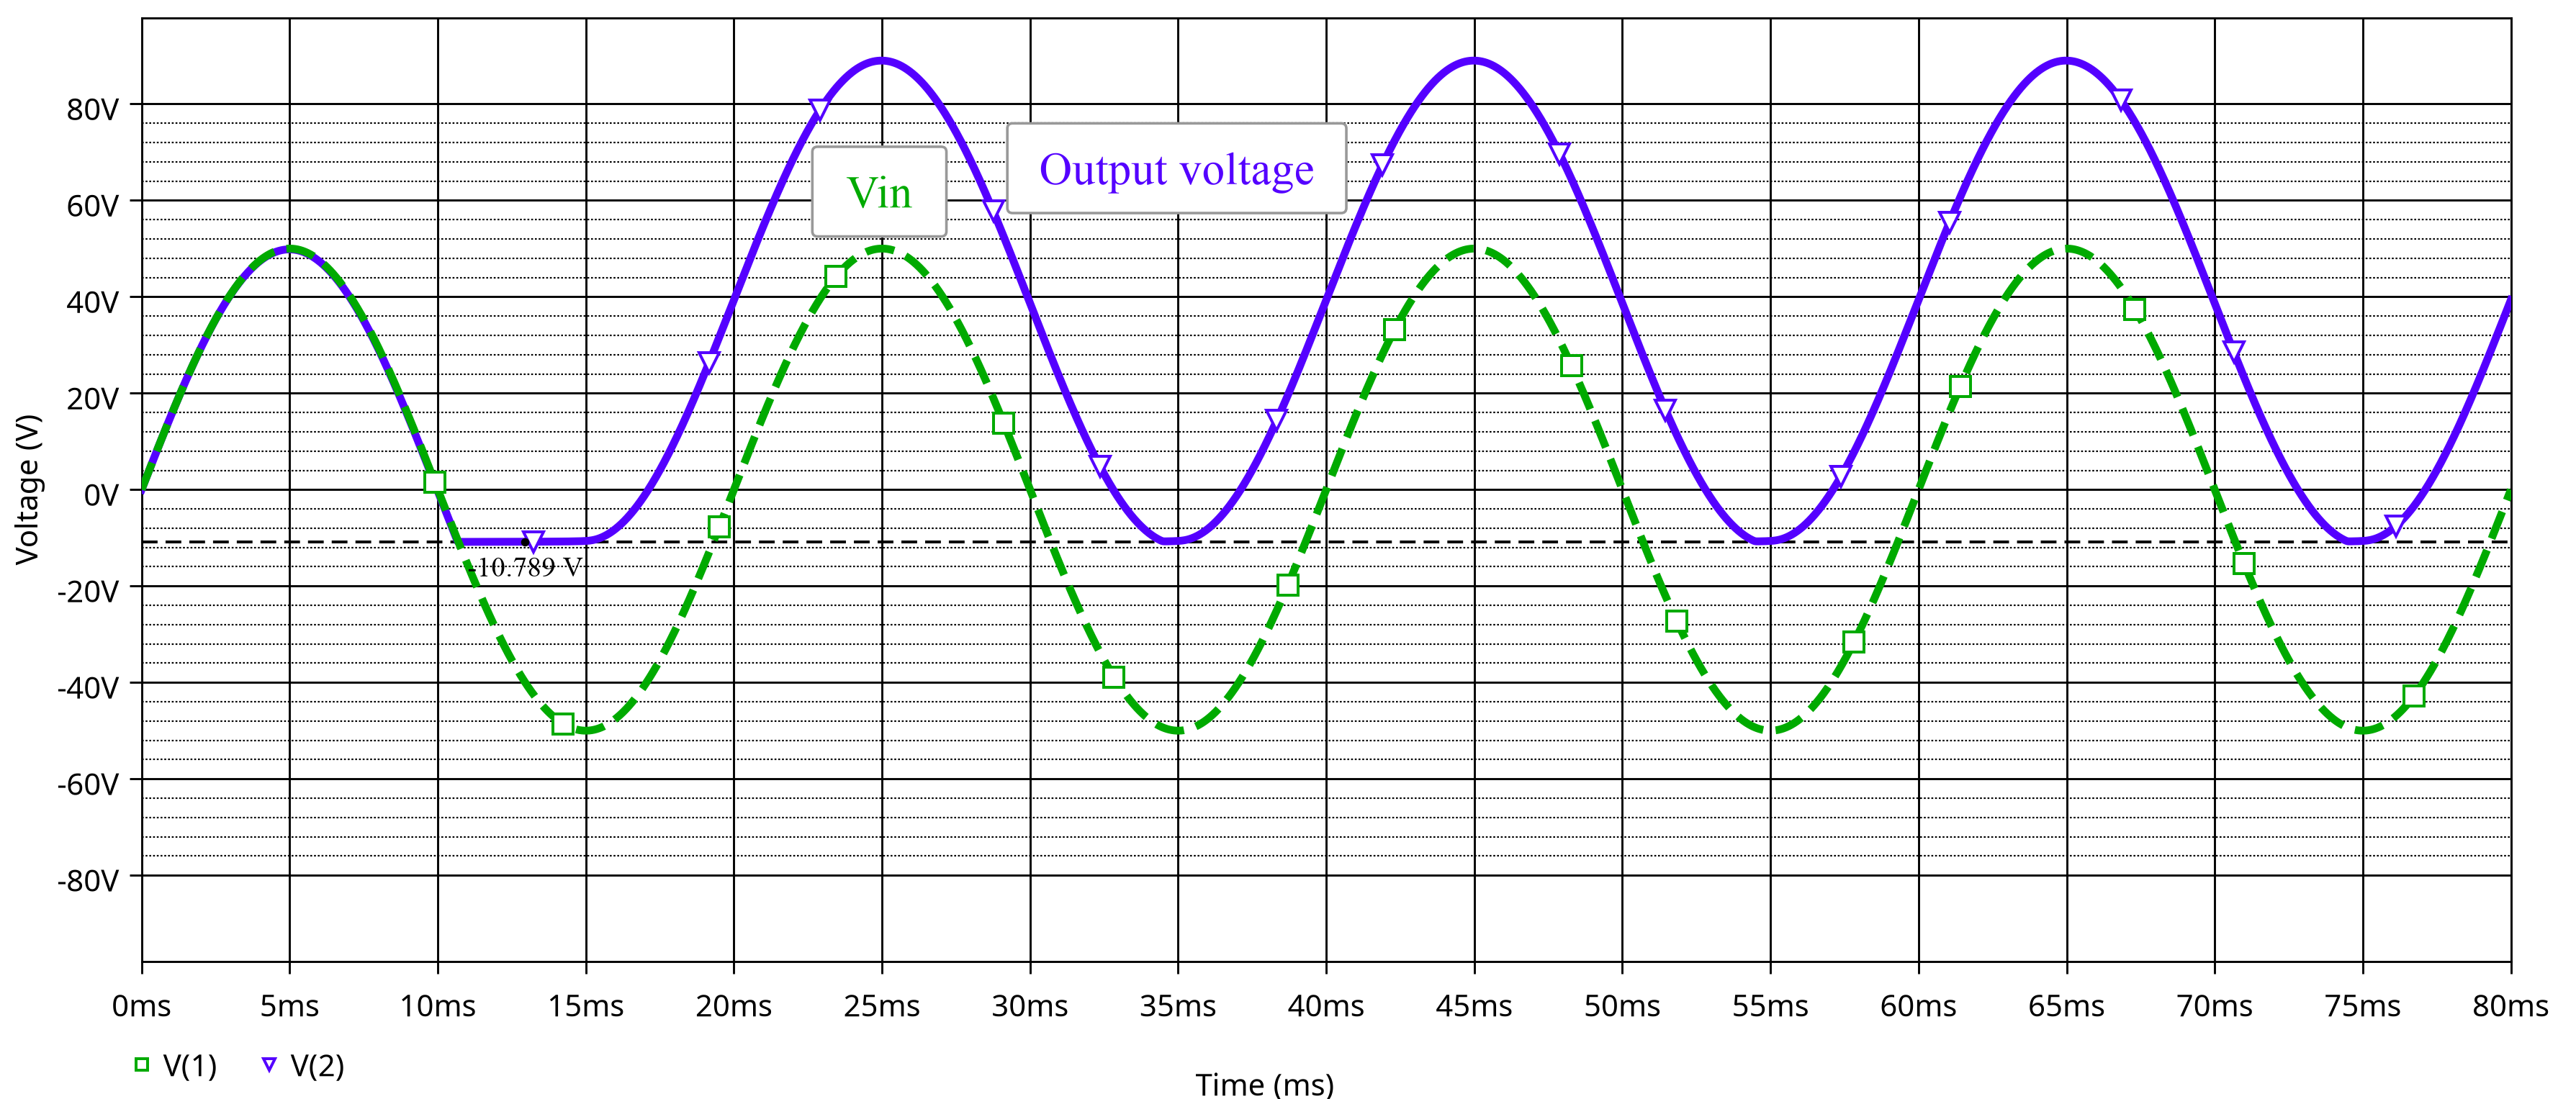 80V
60V
40V
20V
0V
-20V
-40V
-60V
-80V
Voltage (V)
Vin
Output voltage
-10.789 V
0ms 5ms 10ms 15ms 20ms 25ms 30ms 35ms 40ms 45ms 50ms 55ms 60ms 65ms 70ms 75ms 80ms
V(1) V(2)
Time (ms)